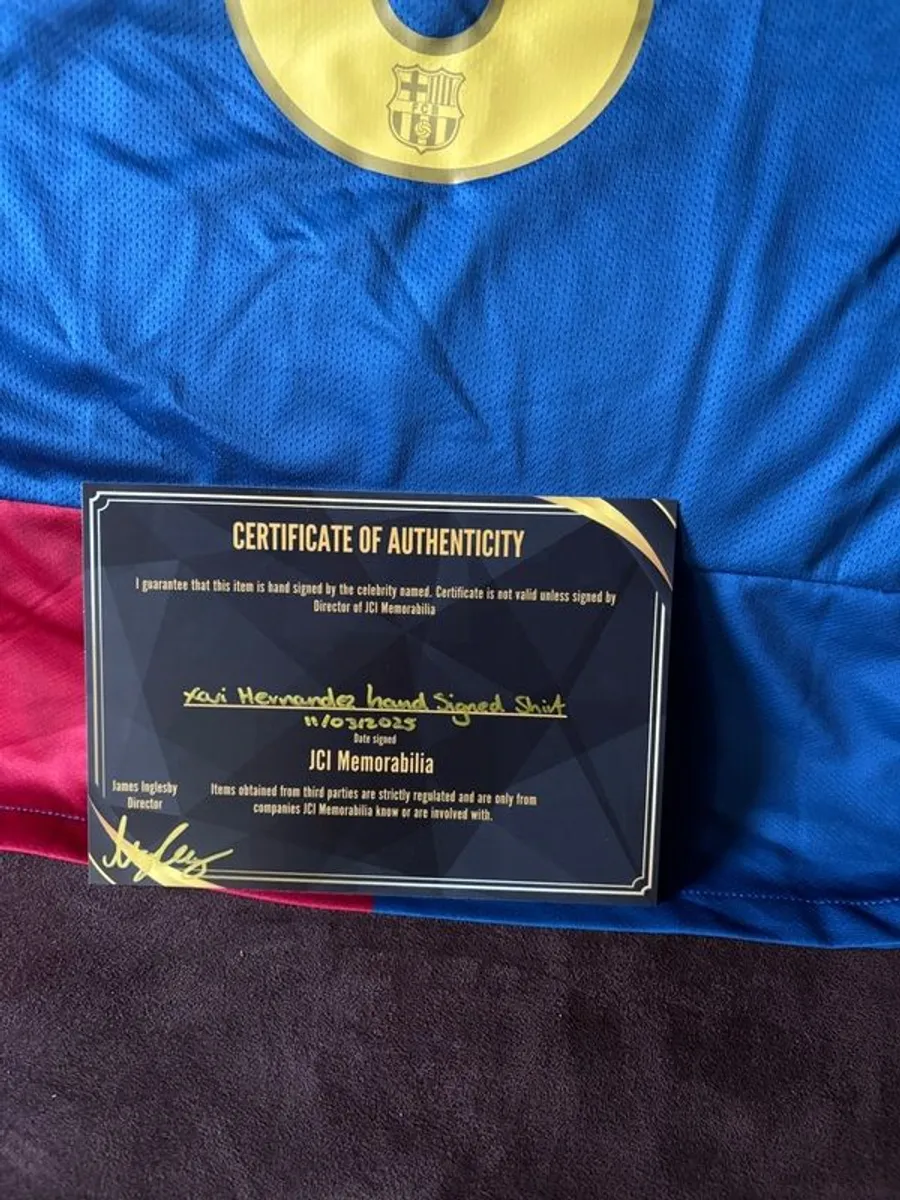 FCB
CERTIFICATE OF AUTHENTICITY
I guarantee that this item is hand signed by the celebrity named. Certificate is not valid unless signed by
Director of JCI Memorabilia
Xavi Hernandez hand Signed Shirt
11/03/2025
Date signed
JCI Memorabilia
James Inglesby
Director
Items obtained from third parties are strictly regulated and are only from
companies JCI Memorabilia know or are involved with.